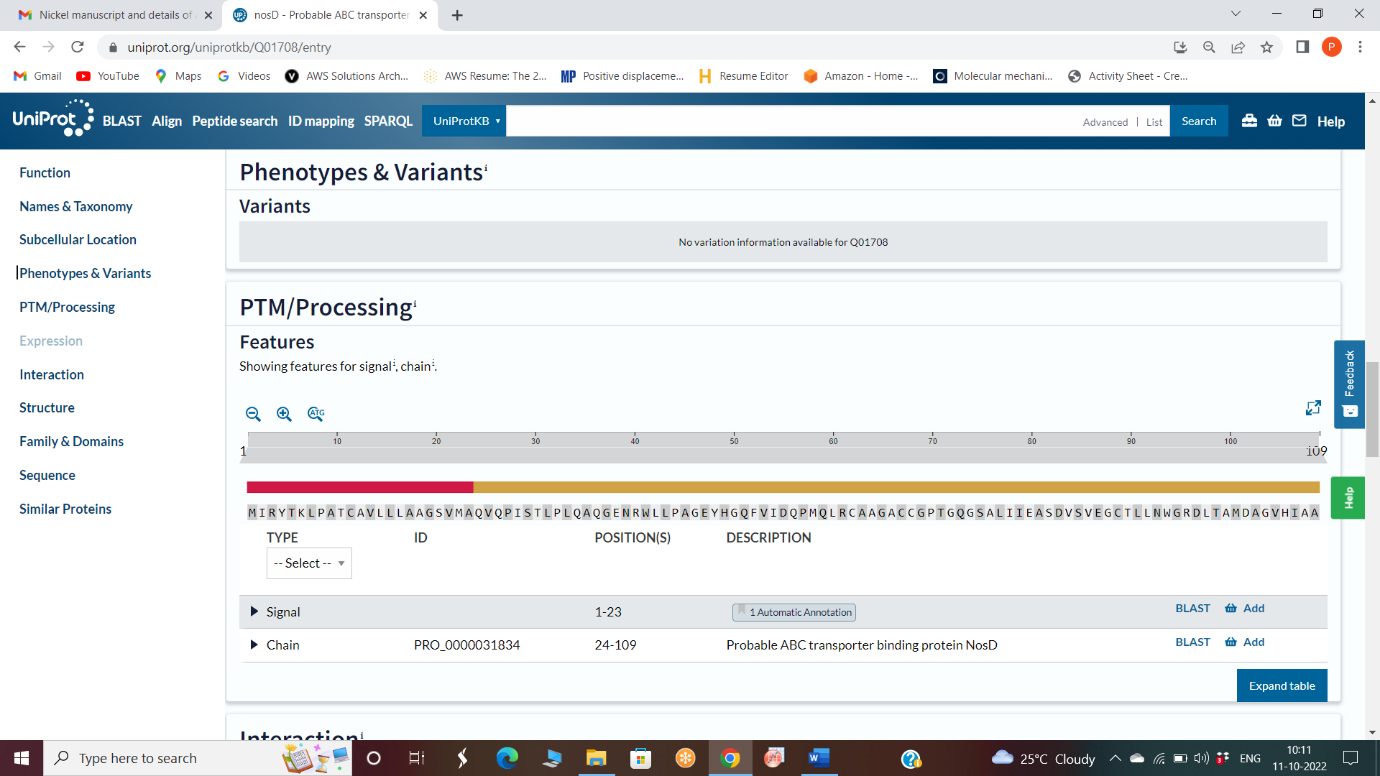 Nickel manuscript and details of
nosD - Probable ABC transporter
uniprot.org/uniprotkb/Q01708/entry
P
Gmail YouTube Maps Videos AWS Solutions Arch... AWS Resume: The 2... MP Positive displaceme... Resume Editor Amazon - Home -... Molecular mechani... Activity Sheet - Cre...
UniProt BLAST Align Peptide search ID mapping SPARQL UniProtKB Advanced | List Search Help
Function
Names & Taxonomy
Subcellular Location
Phenotypes & Variants
PTM/Processing
Expression
Interaction
Structure
Family & Domains
Sequence
Similar Proteins
Phenotypes & Variants i
Variants
No variation information available for Q01708
PTM/Processing i
Features
Showing features for signal i, chain i.
ATG
10 20 30 40 50 60 70 80 90 100
1 109
MIRYTKLPATCAVLLLAAGSVMAQVQPISTLPLQAQGENRWLLPAGEYHGQFVIDQPMQLRCAAGACCGPTGQGSALIIEASDVSVEGCTLLNWGRDLTAMDAGVHIAA
TYPE ID POSITION(S) DESCRIPTION
-- Select --
Signal 1-23 1 Automatic Annotation BLAST Add
Chain PRO_0000031834 24-109 Probable ABC transporter binding protein NosD BLAST Add
Expand table
Interaction i
Feedback
Help
Type here to search
25°C Cloudy ENG
10:11
11-10-2022